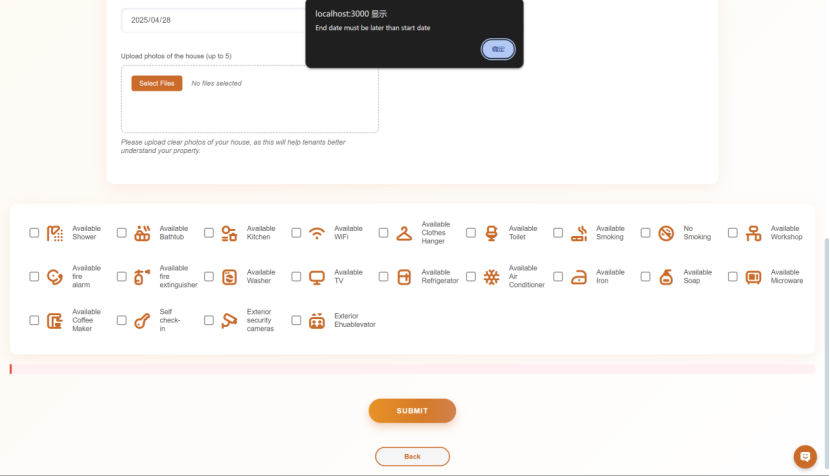 localhost:3000 显示
End date must be later than start date
确定
2025/04/28
Upload photos of the house (up to 5)
Select Files
No files selected
Please upload clear photos of your house, as this will help tenants better
understand your property.
Available
Shower
Available
Bathtub
Available
Kitchen
Available
WiFi
Available
Clothes
Hanger
Available
Toilet
Available
Smoking
No
Smoking
Available
Workshop
Available
fire
alarm
Available
fire
extinguisher
Available
Washer
Available
TV
Available
Refrigerator
Available
Air
Conditioner
Available
Iron
Available
Soap
Available
Microware
Available
Coffee
Maker
Self
check-
in
Exterior
security
cameras
Exterior
Ehuablevator
SUBMIT
Back